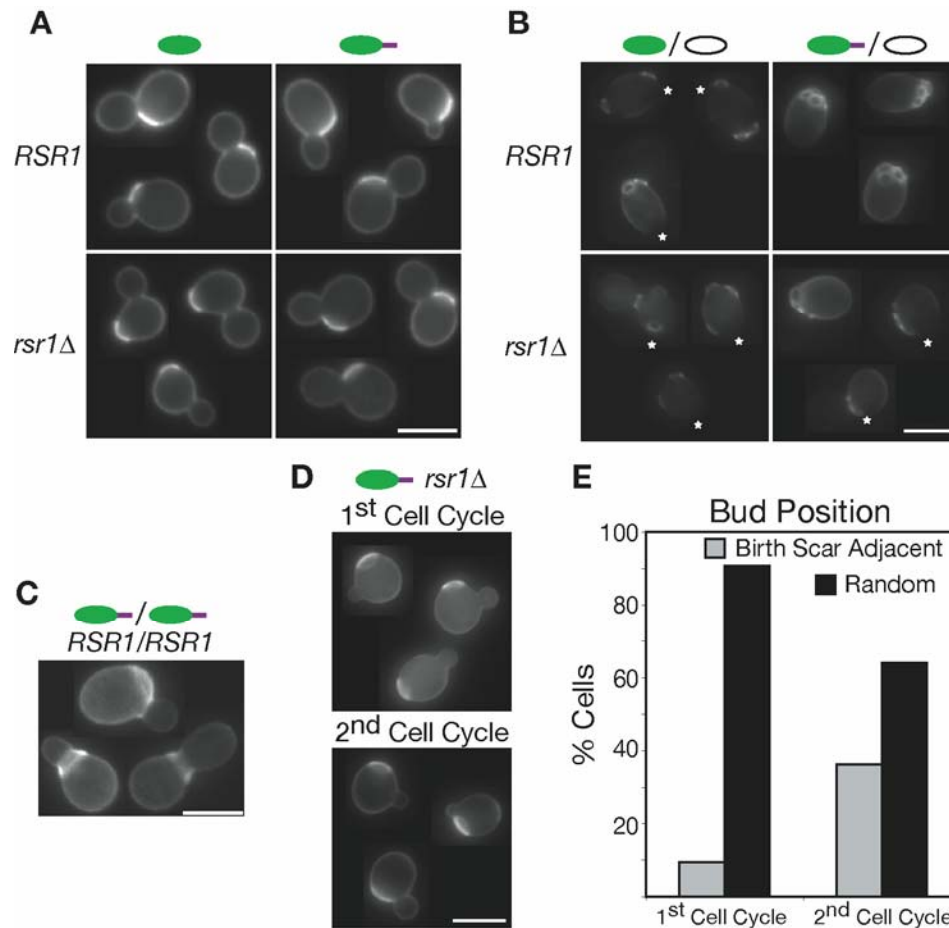 A
RSR1
rsr1Δ
B
/
/
RSR1
rsr1Δ
C
/
RSR1/RSR1
D
rsr1Δ
1st Cell Cycle
2nd Cell Cycle
E
Bud Position
Birth Scar Adjacent
Random
% Cells
100
80
60
40
20
1st Cell Cycle
2nd Cell Cycle